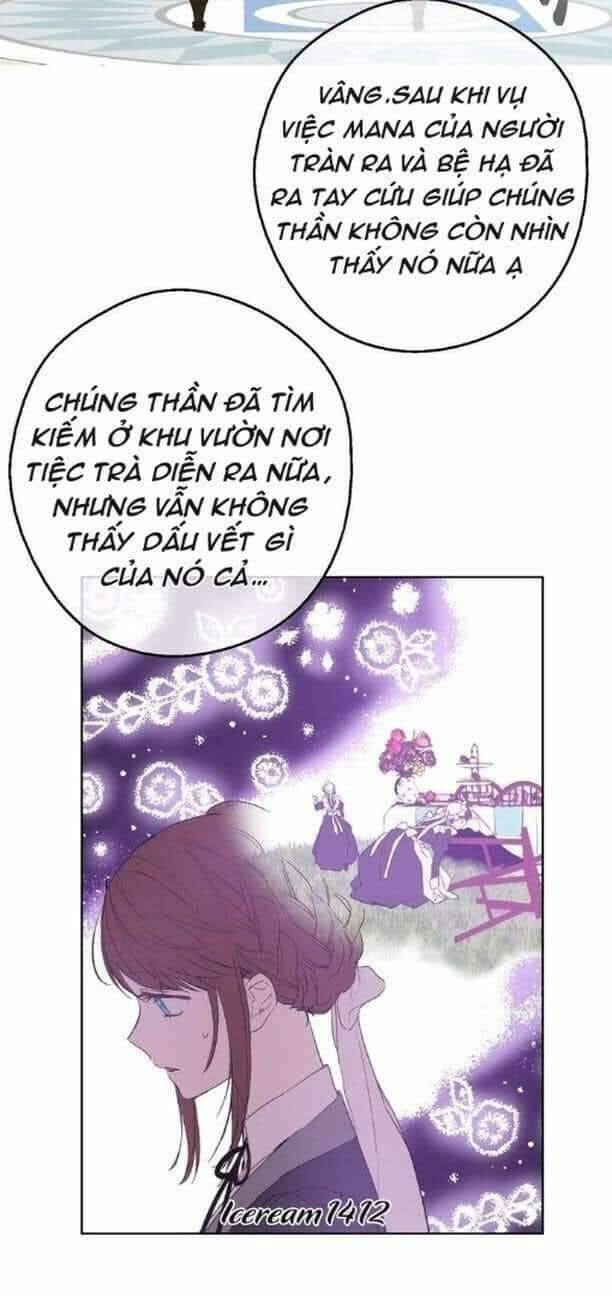 VÂNG.SAU KHI VỤ
VIỆC MANA CỦA NGƯỜI
TRÀN RA VÀ BỆ HẠ ĐÃ
RA TAY CỨU GIÚP CHÚNG
THẦN KHÔNG CÒN NHÌN
THẤY NÓ NỮA Ạ
CHÚNG THẦN ĐÃ TÌM
KIẾM Ở KHU VƯỜN NƠI
TIỆC TRÀ DIỄN RA NỮA,
NHƯNG VẪN KHÔNG
THẤY DẤU VẾT GÌ
CỦA NÓ CẢ...
Icecream1412